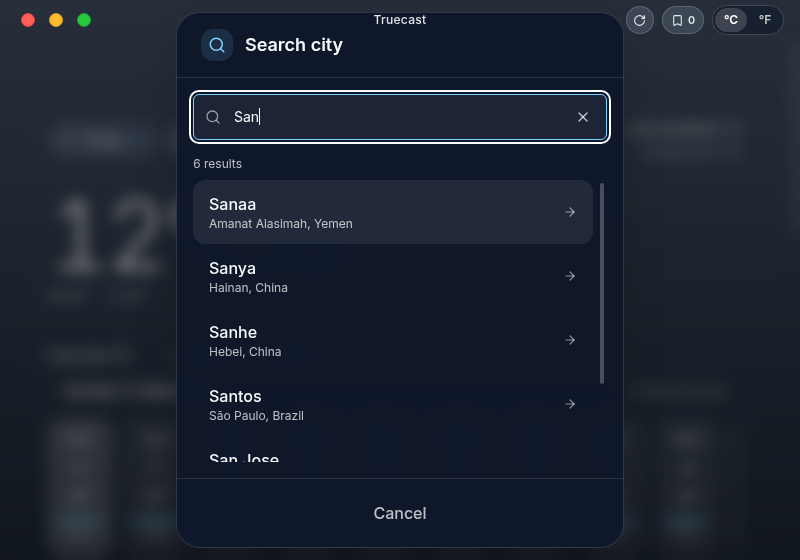 Truecast
0
°C
°F
Search city
San
6 results
Sanaa
Amanat Alasimah, Yemen
Sanya
Hainan, China
Sanhe
Hebei, China
Santos
São Paulo, Brazil
San Jose
Cancel
12°